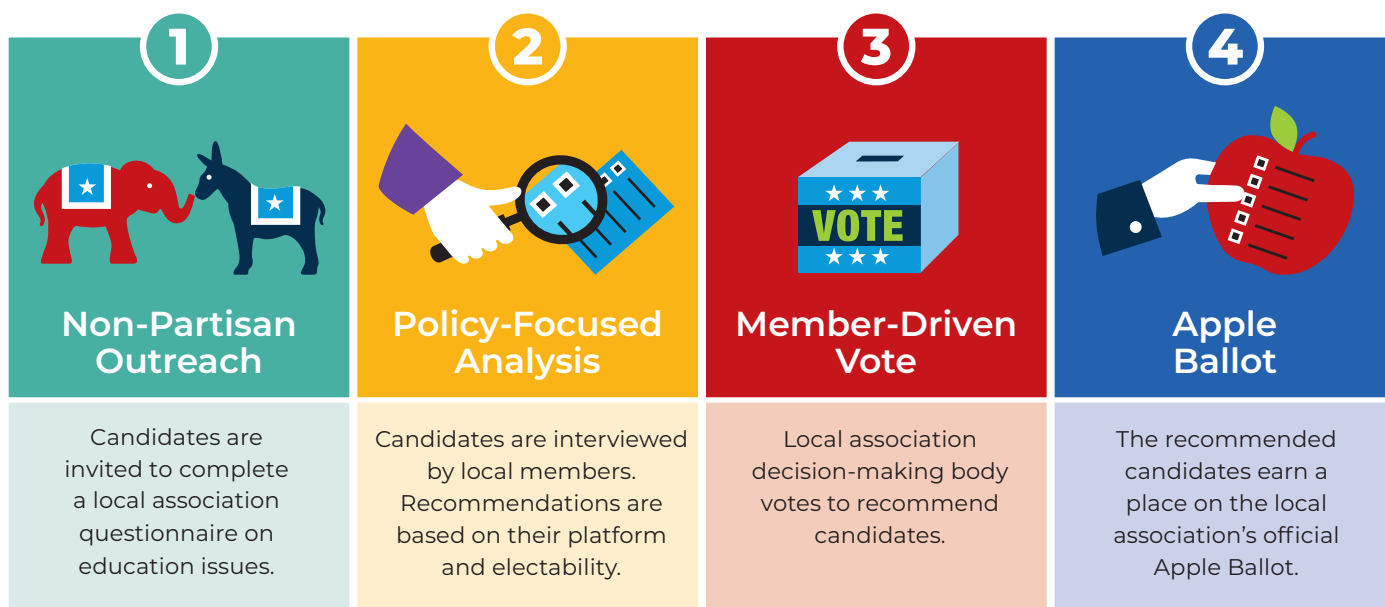 1
Non-Partisan
Outreach
Candidates are
invited to complete
a local association
questionnaire on
education issues.
2
Policy-Focused
Analysis
Candidates are interviewed
by local members.
Recommendations are
based on their platform
and electability.
3
VOTE
Member-Driven
Vote
Local association
decision-making body
votes to recommend
candidates.
4
Apple
Ballot
The recommended
candidates earn a
place on the local
association’s official
Apple Ballot.